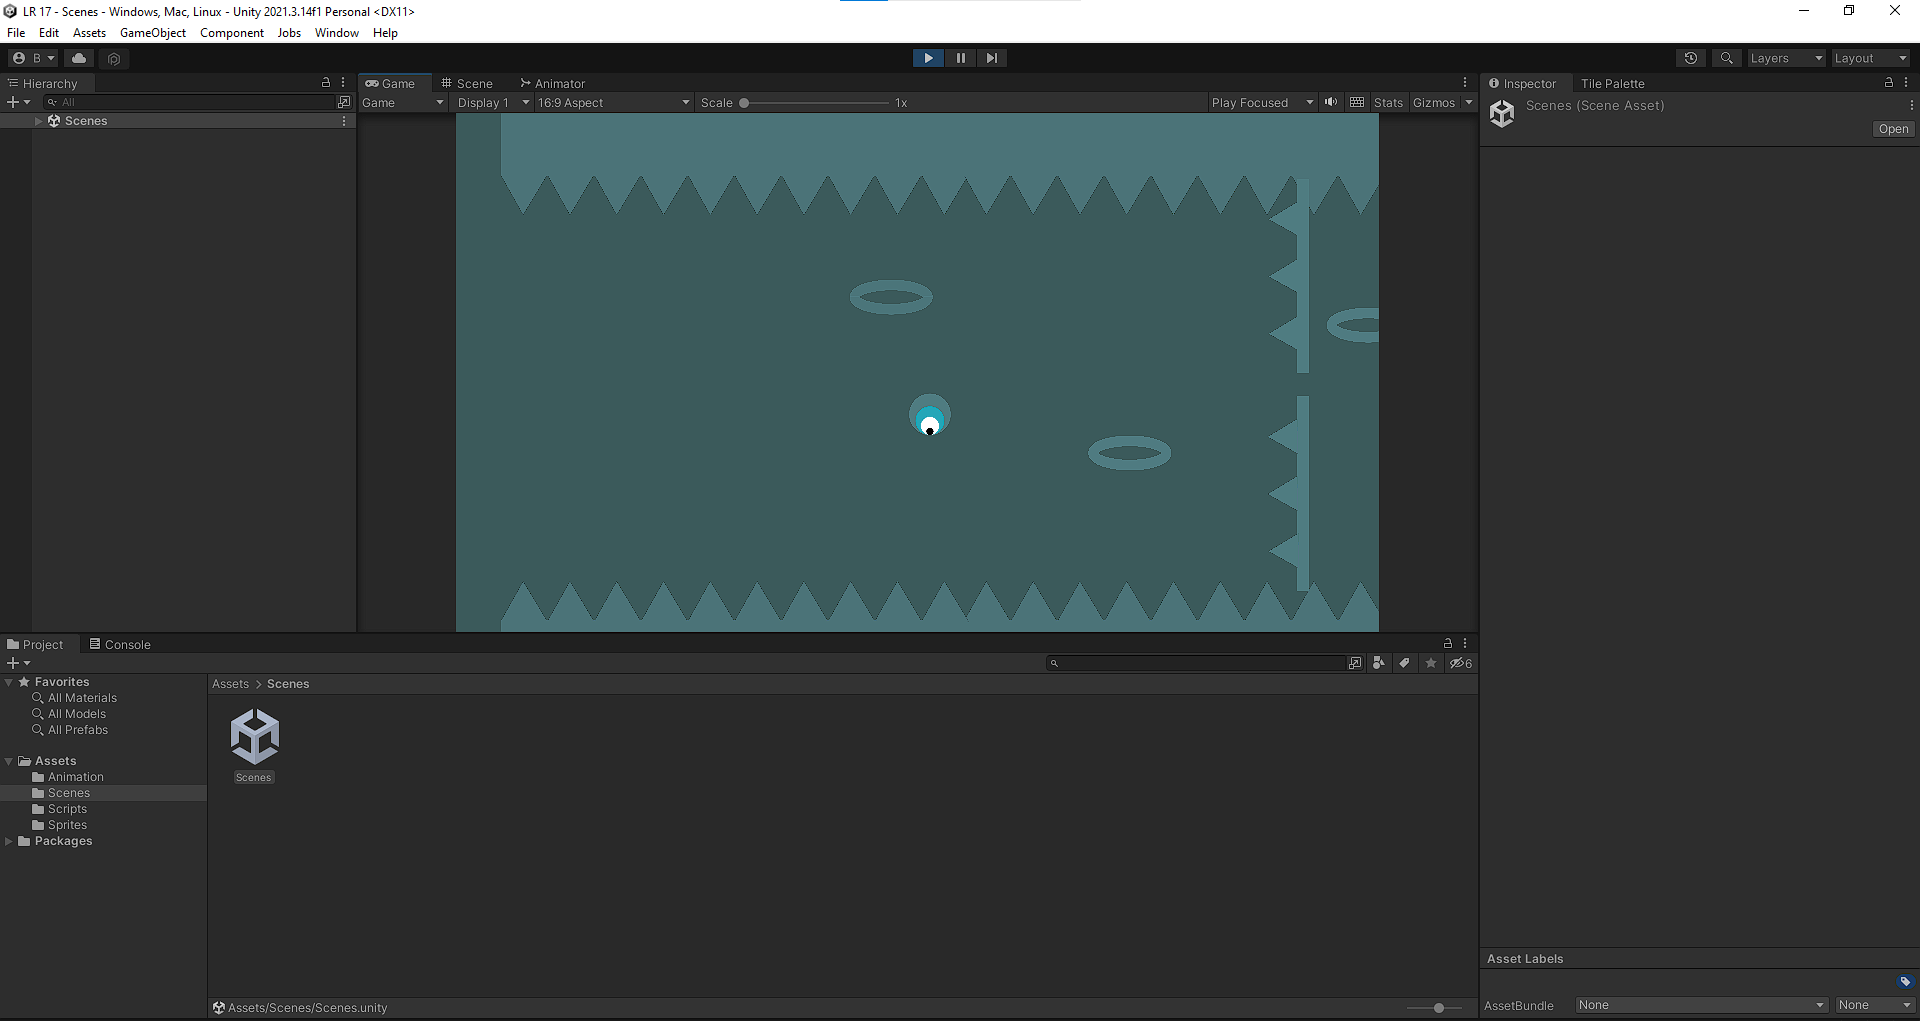 LR 17 - Scenes - Windows, Mac, Linux - Unity 2021.3.14f1 Personal <DX11>
File Edit Assets GameObject Component Jobs Window Help
B Layers Layout
Hierarchy
All
Scenes
Game Scene Animator
Game Display 1 16:9 Aspect Scale 1x Play Focused Stats Gizmos
Inspector Tile Palette
Scenes (Scene Asset)
Open
Project Console
6
Favorites
All Materials
All Models
All Prefabs
Assets
Animation
Scenes
Scripts
Sprites
Packages
Assets > Scenes
Scenes
Assets/Scenes/Scenes.unity
Asset Labels
AssetBundle None None